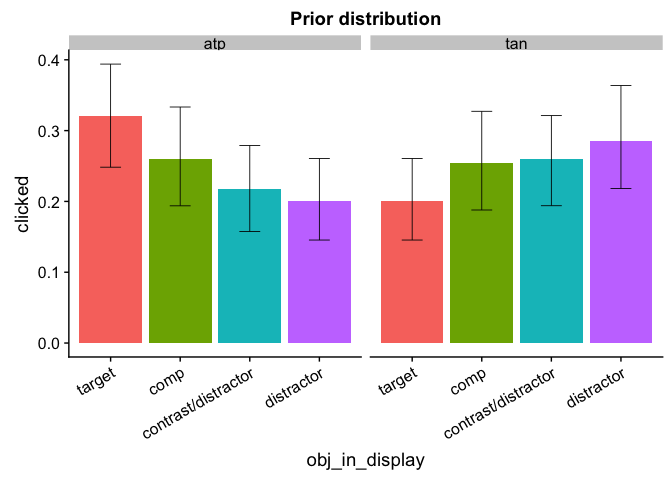 Prior distribution
atp tan
0.4
0.3
0.2
0.1
0.0
clicked
target comp contrast/distractor distractor target comp contrast/distractor distractor
obj_in_display